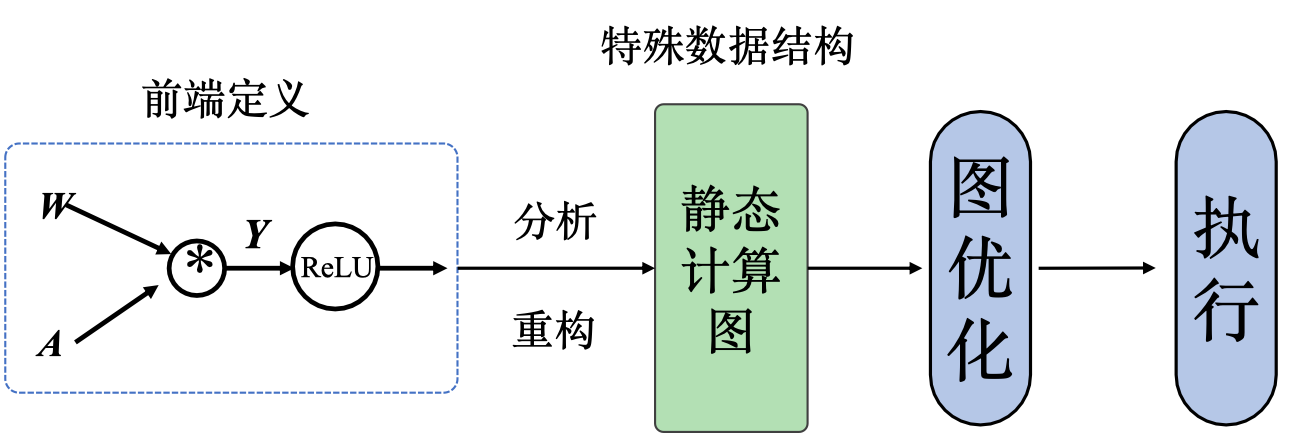 特殊数据结构
前端定义
W
A
*
Y
ReLU
分析
重构
静态
计算
图
图
优
化
执
行